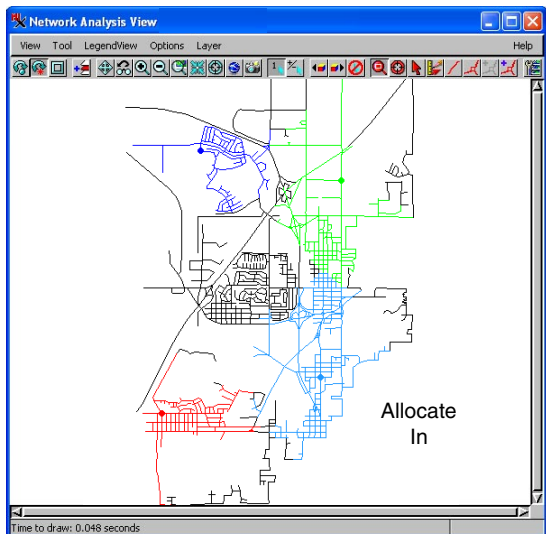 Network Analysis View
View Tool LegendView Options Layer Help
1
Allocate
In
Time to draw: 0.048 seconds